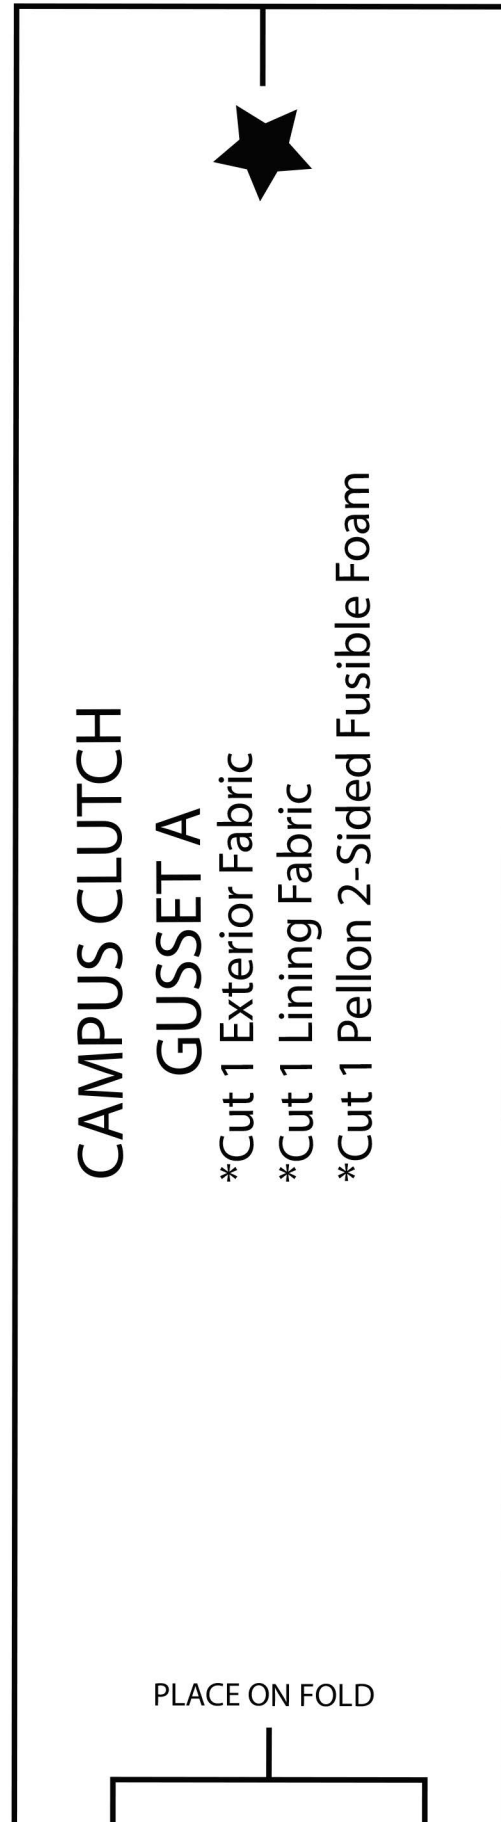 CAMPUS CLUTCH
GUSSET A
*Cut 1 Exterior Fabric
*Cut 1 Lining Fabric
*Cut 1 Pellon 2-Sided Fusible Foam
PLACE ON FOLD